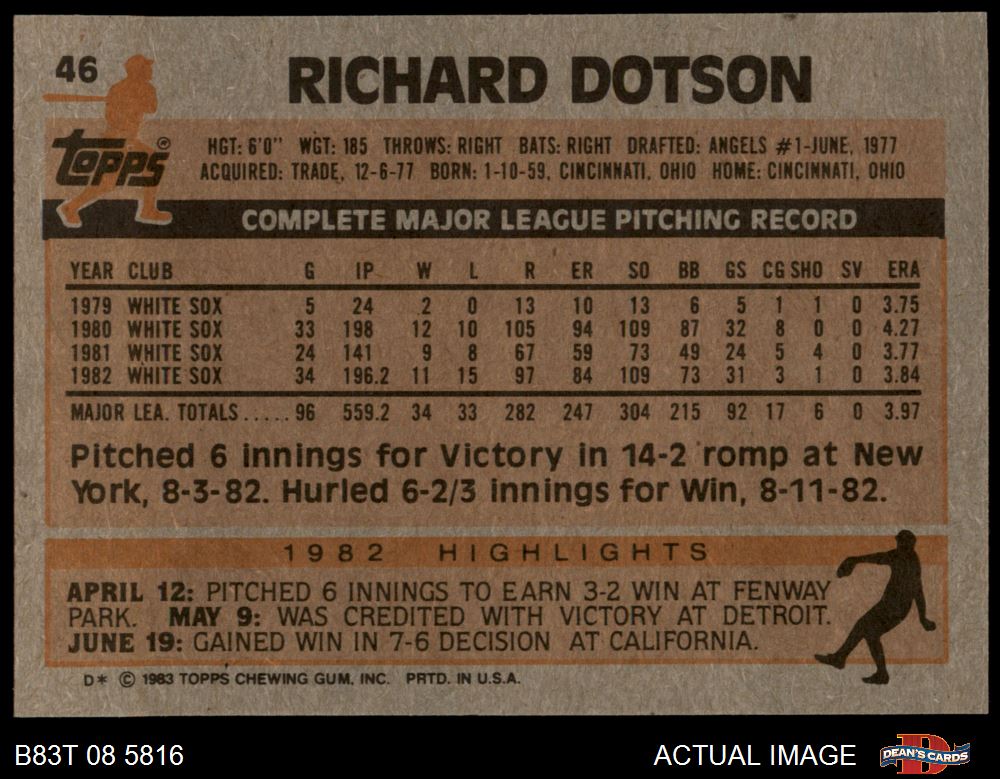 46
RICHARD DOTSON
Topps®
HGT: 6'0" WGT: 185 THROWS: RIGHT BATS: RIGHT DRAFTED: ANGELS #1-JUNE, 1977
ACQUIRED: TRADE, 12-6-77 BORN: 1-10-59, CINCINNATI, OHIO HOME: CINCINNATI, OHIO
COMPLETE MAJOR LEAGUE PITCHING RECORD
YEAR CLUB G IP W L R ER SO BB GS CG SHO SV ERA
1979 WHITE SOX 5 24 2 0 13 10 13 6 5 1 1 0 3.75
1980 WHITE SOX 33 198 12 10 105 94 109 87 32 8 0 0 4.27
1981 WHITE SOX 24 141 9 8 67 59 73 49 24 5 4 0 3.77
1982 WHITE SOX 34 196.2 11 15 97 84 109 73 31 3 1 0 3.84
MAJOR LEA. TOTALS..... 96 559.2 34 33 282 247 304 215 92 17 6 0 3.97
Pitched 6 innings for Victory in 14-2 romp at New
York, 8-3-82. Hurled 6-2/3 innings for Win, 8-11-82.
1982 HIGHLIGHTS
APRIL 12: PITCHED 6 INNINGS TO EARN 3-2 WIN AT FENWAY
PARK. MAY 9: WAS CREDITED WITH VICTORY AT DETROIT.
JUNE 19: GAINED WIN IN 7-6 DECISION AT CALIFORNIA.
D* © 1983 TOPPS CHEWING GUM, INC. PRTD. IN U.S.A.
B83T 08 5816
ACTUAL IMAGE
DEAN'S CARDS